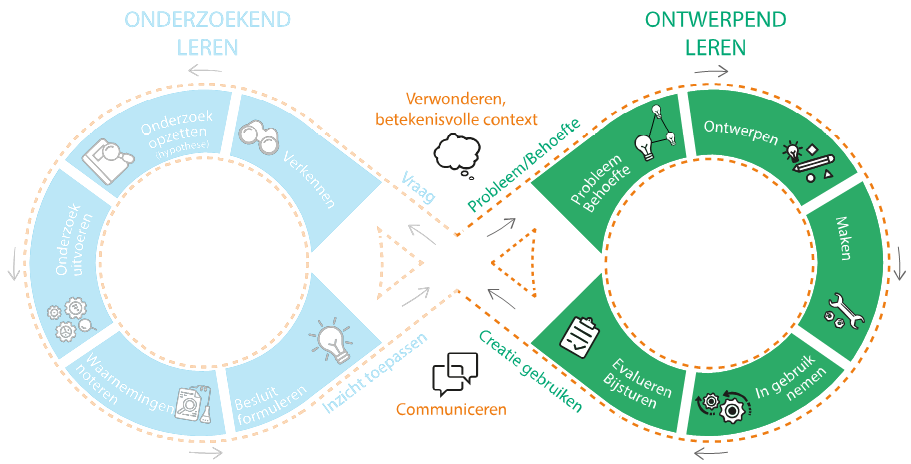 ONDERZOEKEND
LEREN
ONTWERPEND
LEREN
Verwonderen,
betekenisvolle context
Vraag
Probleem/Behoefte
Verkennen
Onderzoek
opzetten
(hypothese)
Onderzoek
uitvoeren
Waarnemingen
noteren
Besluit
formuleren
Inzicht toepassen
Probleem
Behoefte
Ontwerpen
Maken
In gebruik
nemen
Evalueren
Bijsturen
Creatie gebruiken
Communiceren